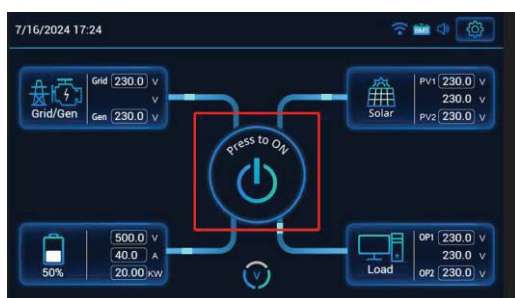 7/16/2024 17:24
BMS
Grid 230.0 V
V
Gen 230.0 V
Grid/Gen
PV1 230.0 V
230.0 V
PV2 230.0 V
Solar
Press to ON
500.0 V
40.0 A
20.00 KW
50%
V
OP1 230.0 V
230.0 V
OP2 230.0 V
Load